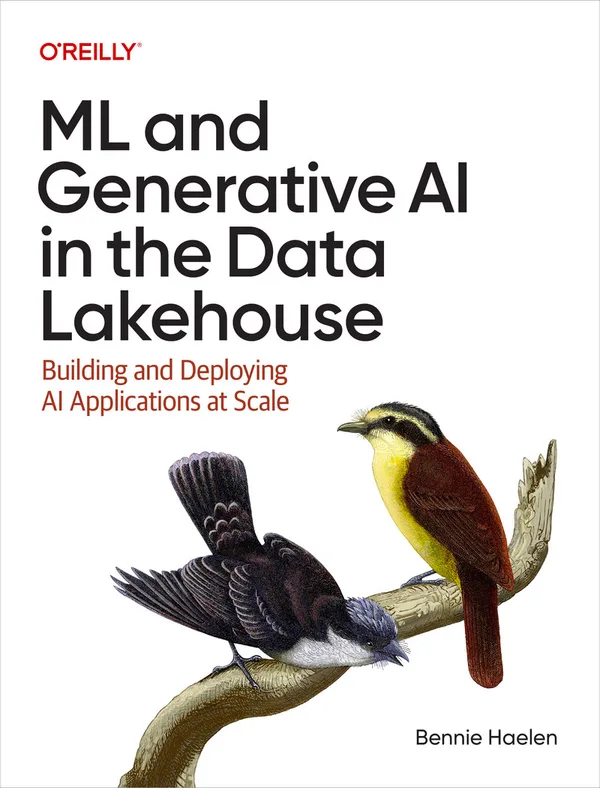 O'REILLY®
ML and
Generative AI
in the Data
Lakehouse
Building and Deploying
AI Applications at Scale
Bennie Haelen